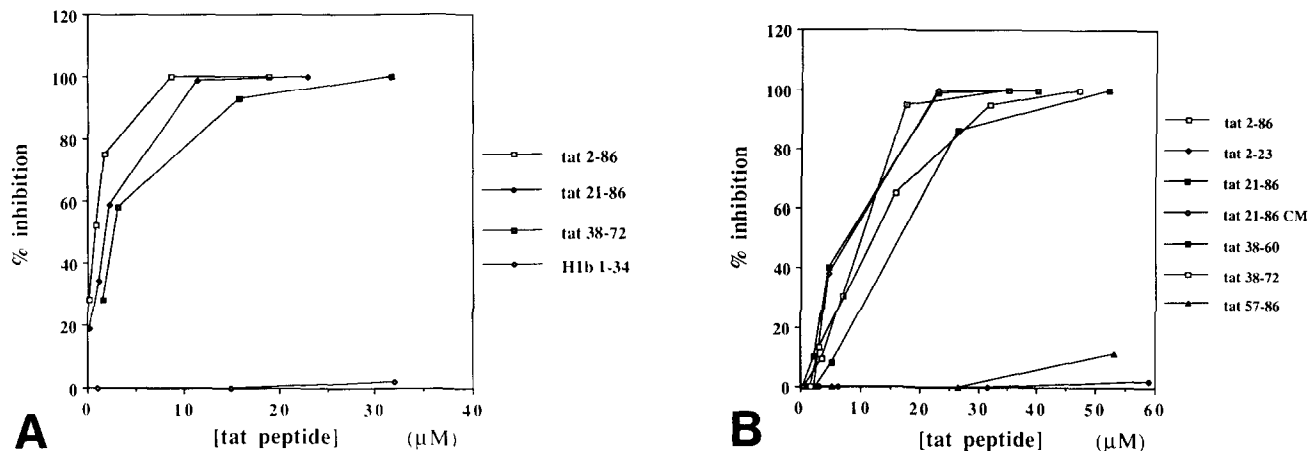 120
100
80
60
40
20
0
% inhibition
0
10
20
30
40
[tat peptide] (µM)
tat 2-86
tat 21-86
tat 38-72
H1b 1-34
A
120
100
80
60
40
20
0
% inhibition
0
10
20
30
40
50
60
[tat peptide] (µM)
tat 2-86
tat 2-23
tat 21-86
tat 21-86 CM
tat 38-60
tat 38-72
tat 57-86
B